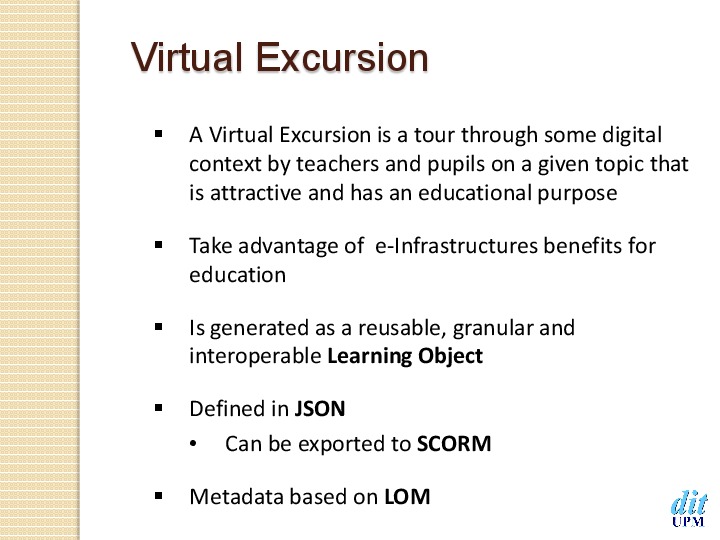 Virtual Excursion
▪ A Virtual Excursion is a tour through some digital
context by teachers and pupils on a given topic that
is attractive and has an educational purpose
▪ Take advantage of  e-Infrastructures benefits for
education
▪ Is generated as a reusable, granular and
interoperable Learning Object
▪ Defined in JSON
• Can be exported to SCORM
▪ Metadata based on LOM
dit
UPM